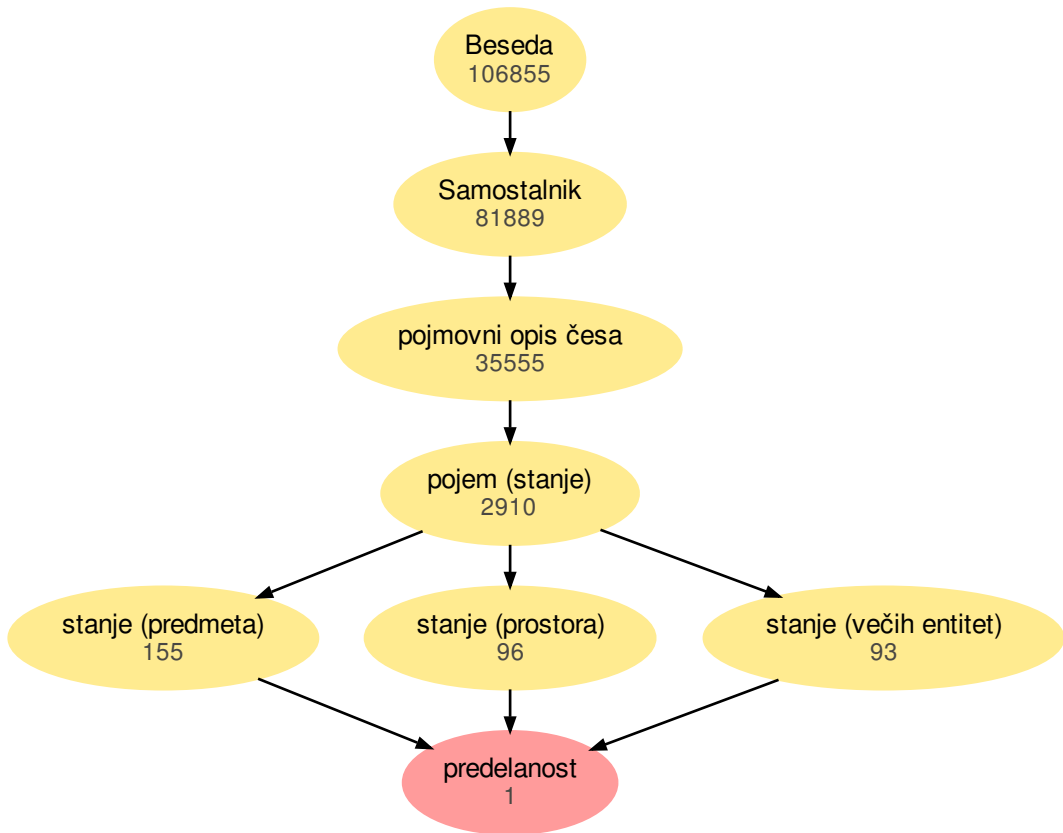 Beseda
106855
Samostalnik
81889
pojmovni opis česa
35555
pojem (stanje)
2910
stanje (predmeta)
155
stanje (prostora)
96
stanje (večih entitet)
93
predelanost
1